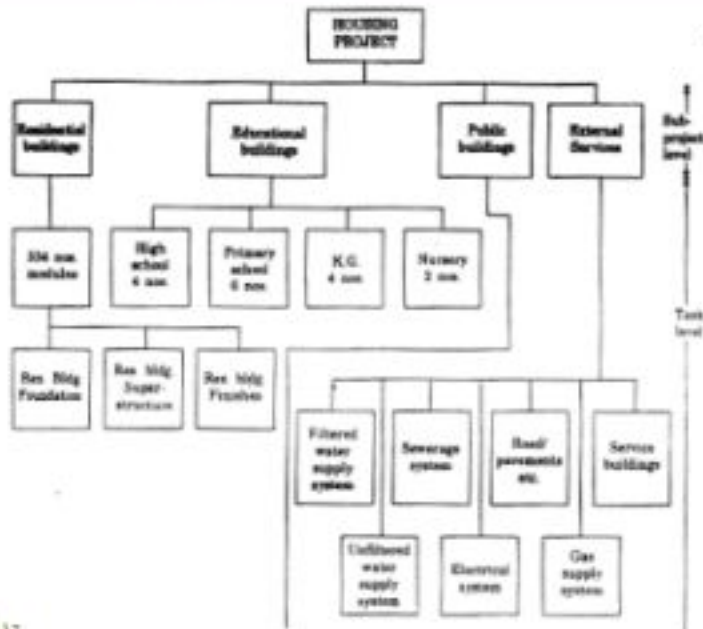 HOUSING
PROJECT
Residential
buildings
Educational
buildings
Public
buildings
External
Services
Sub-
project
level
nos.
modules
High
school
4 nos.
Primary
school
nos.
K.G.
4 nos.
Nursery
2 nos.
Task
level
Res Bldg
Foundation
Res bldg
Super-
structure
Res bldg
Finishes
Filtered
water
supply
system
Sewerage
system
Road/
pavements
etc.
Service
buildings
Unfiltered
water
supply
system
Electrical
system
Gas
supply
system